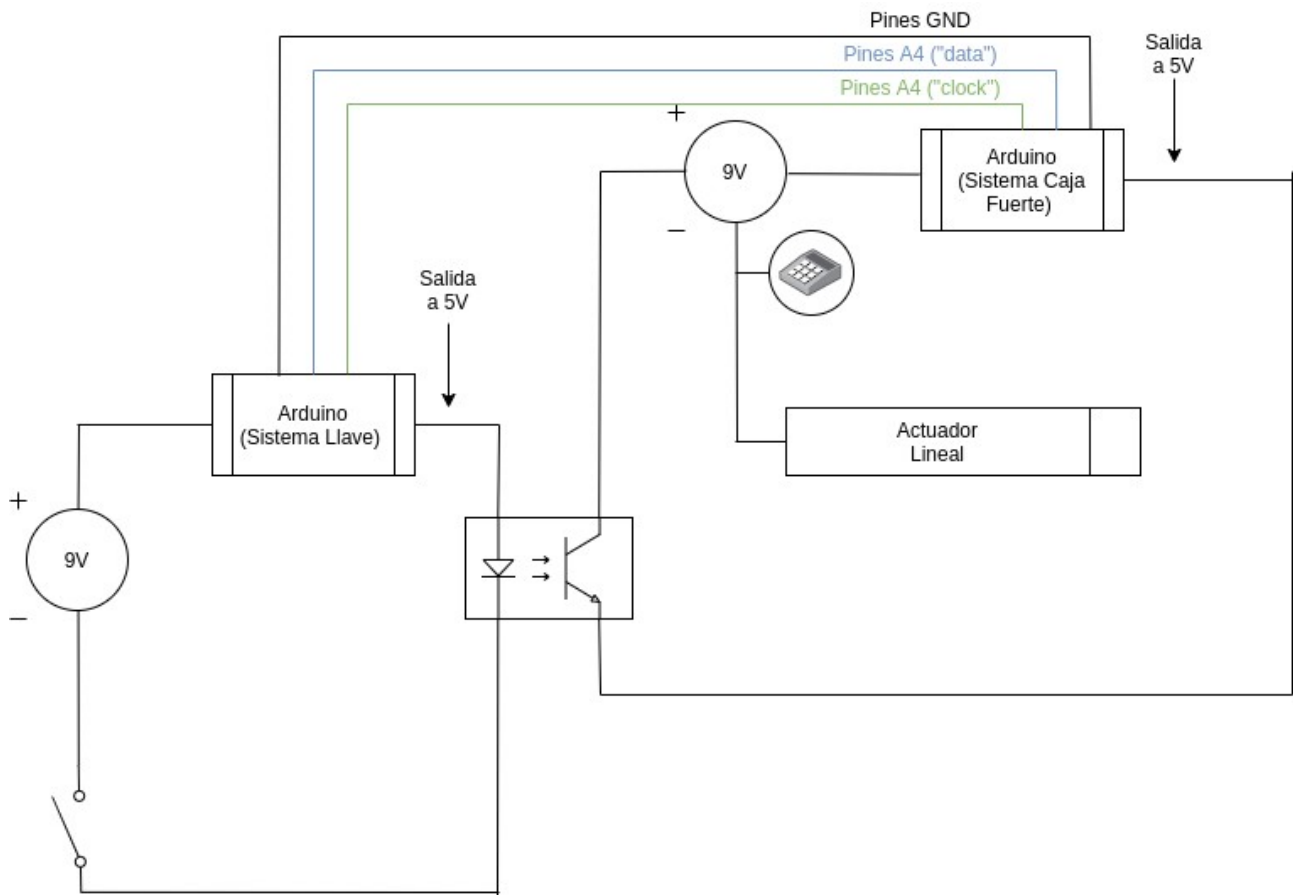 Pines GND
Pines A4 ("data")
Pines A4 ("clock")
Salida
a 5V
+
9V
−
Arduino
(Sistema Caja
Fuerte)
Salida
a 5V
Arduino
(Sistema Llave)
Actuador
Lineal
+
9V
−